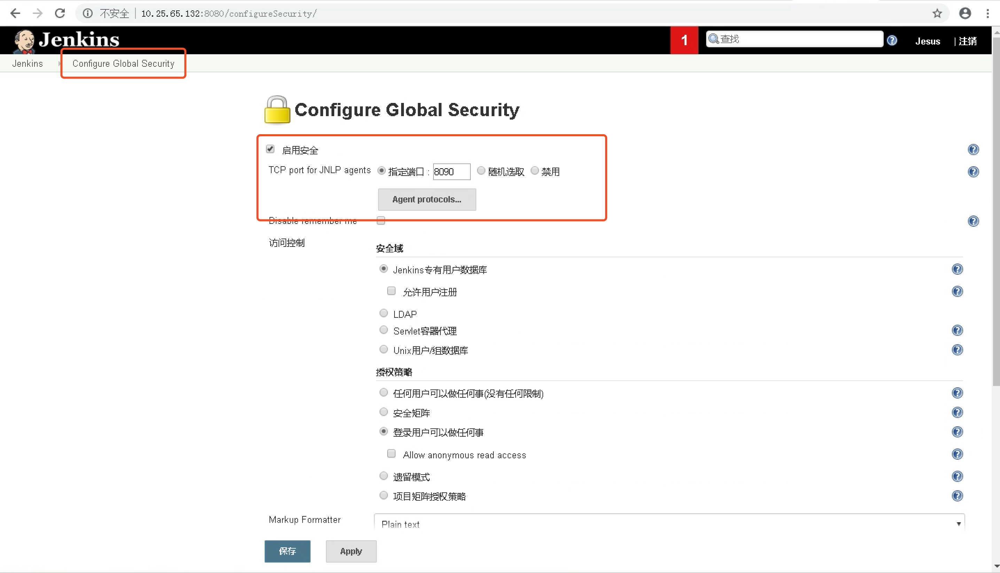 不安全 10.25.65.132:8080/configureSecurity/
Jenkins 1 查找 Jesus | 注销
Jenkins Configure Global Security
Configure Global Security
启用安全
TCP port for JNLP agents 指定端口 : 8090 随机选取 禁用
Agent protocols...
Disable remember me
访问控制
安全域
Jenkins专有用户数据库
允许用户注册
LDAP
Servlet容器代理
Unix用户/组数据库
授权策略
任何用户可以做任何事(没有任何限制)
安全矩阵
登录用户可以做任何事
Allow anonymous read access
遗留模式
项目矩阵授权策略
Markup Formatter Plain text
保存 Apply